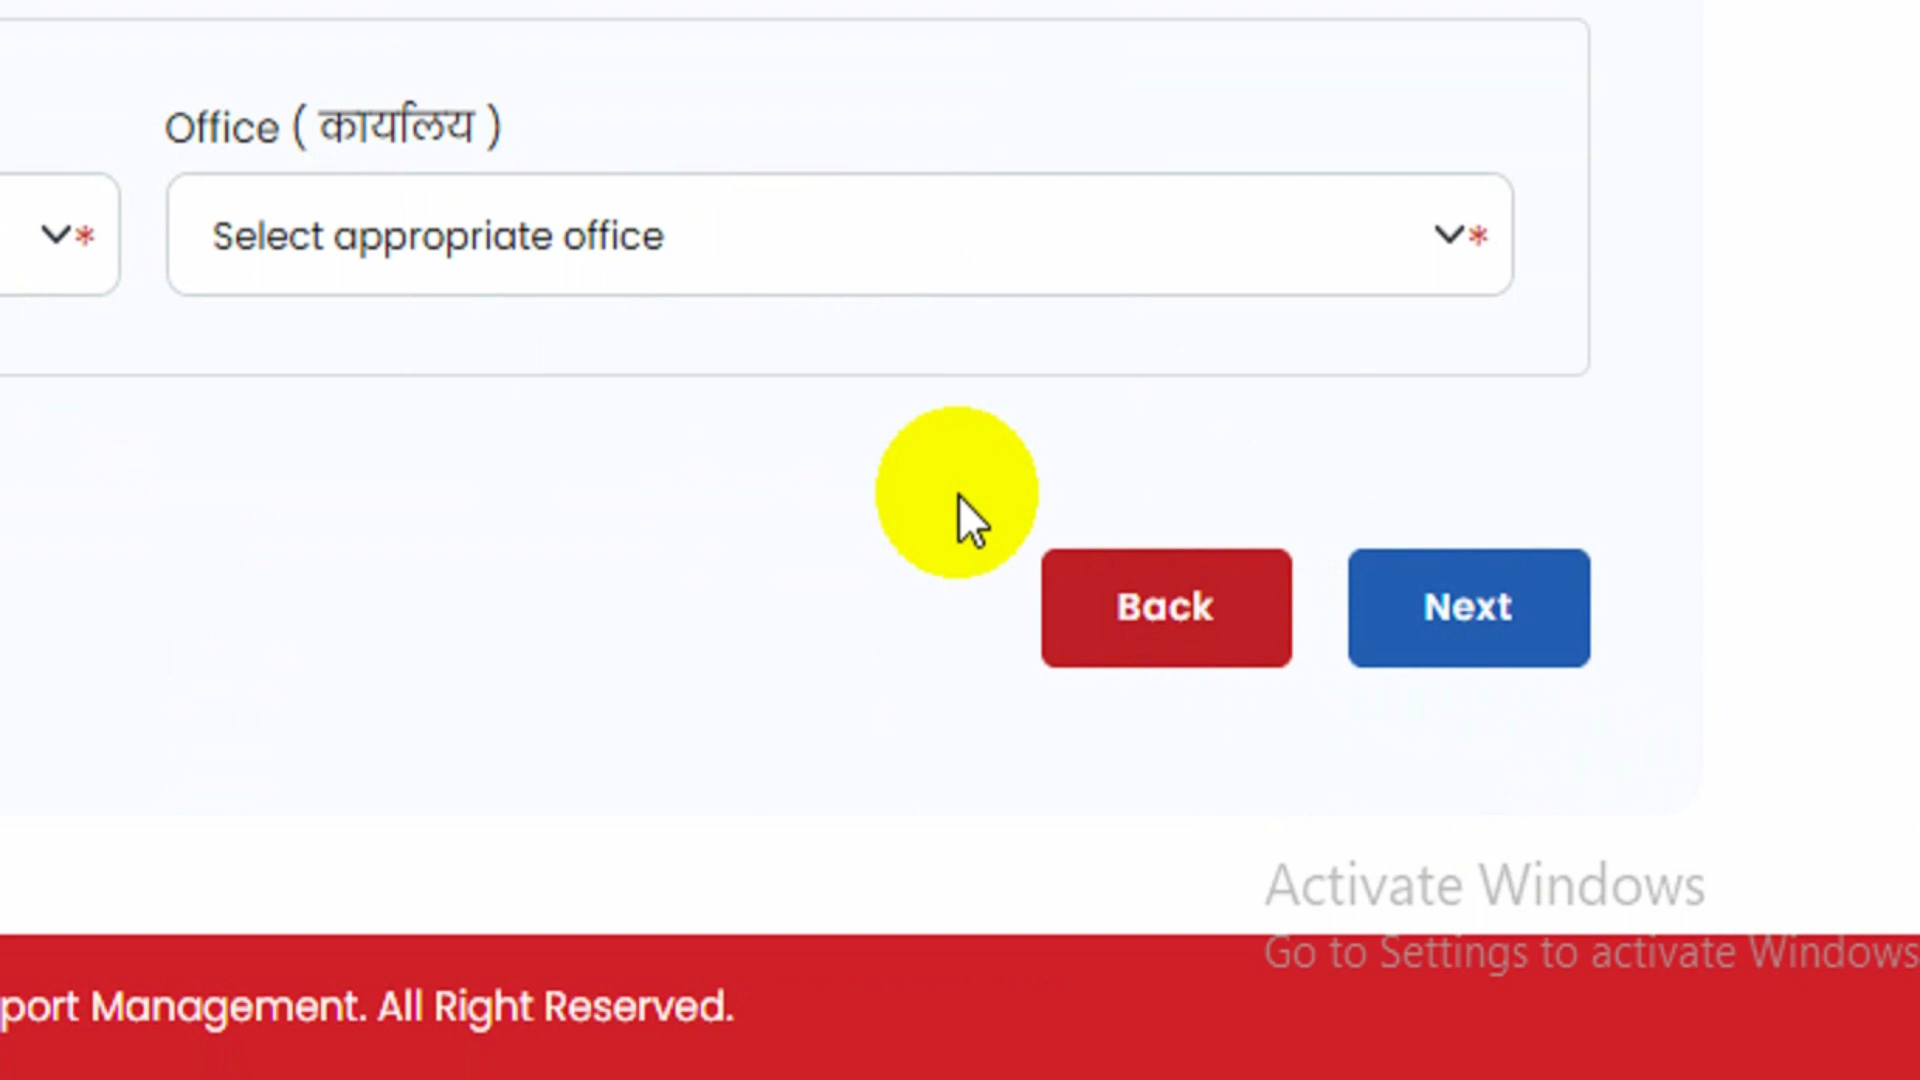 Office ( कार्यालय )
*
Select appropriate office *
Back Next
Activate Windows
Go to Settings to activate Windows
port Management. All Right Reserved.